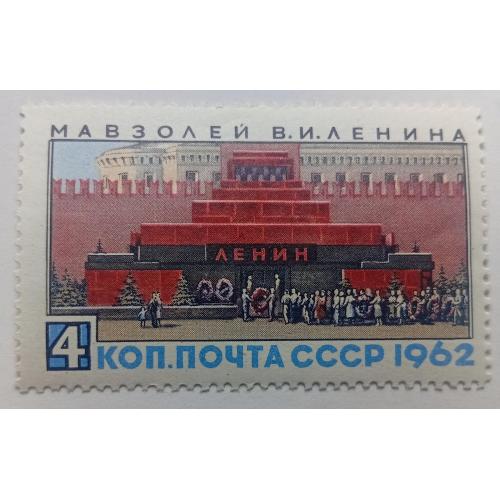 МАВЗОЛЕЙ В.И.ЛЕНИНА
ЛЕНИН
4 КОП.ПОЧТА СССР 1962